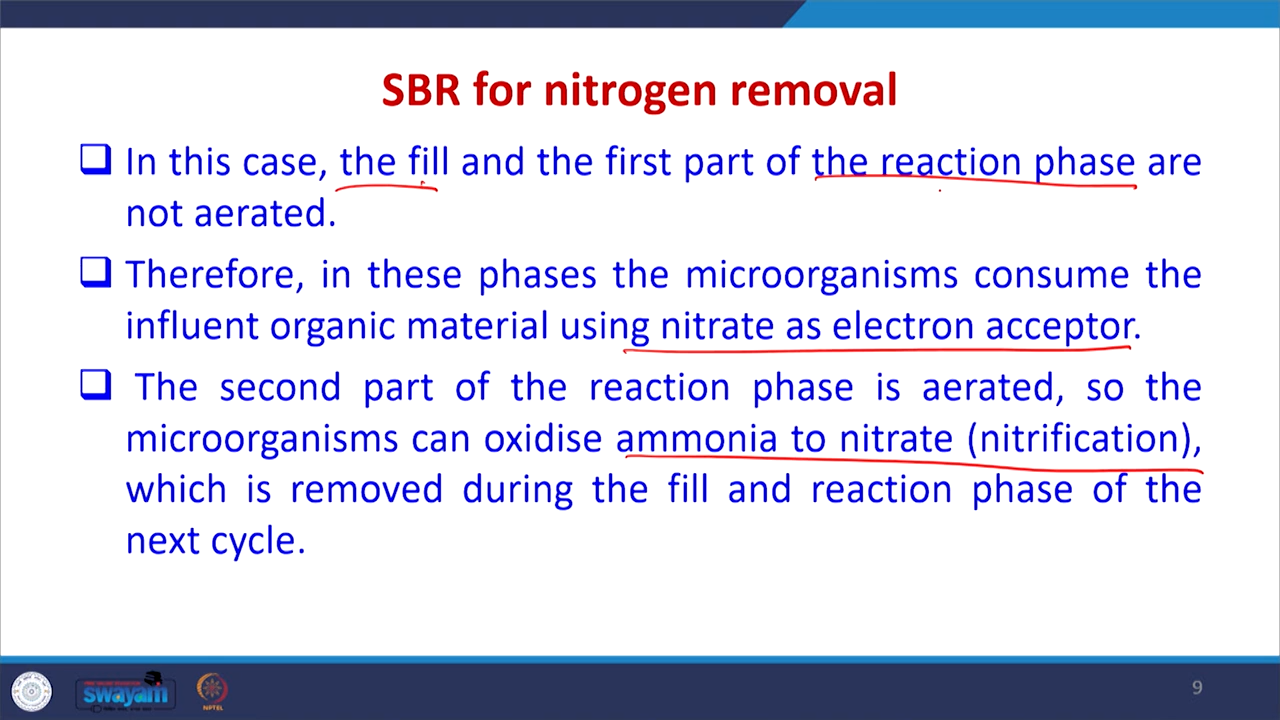 SBR for nitrogen removal
❑ In this case, the fill and the first part of the reaction phase are
not aerated.
❑ Therefore, in these phases the microorganisms consume the
influent organic material using nitrate as electron acceptor.
❑ The second part of the reaction phase is aerated, so the
microorganisms can oxidise ammonia to nitrate (nitrification),
which is removed during the fill and reaction phase of the
next cycle.
swayam
NPTEL
9